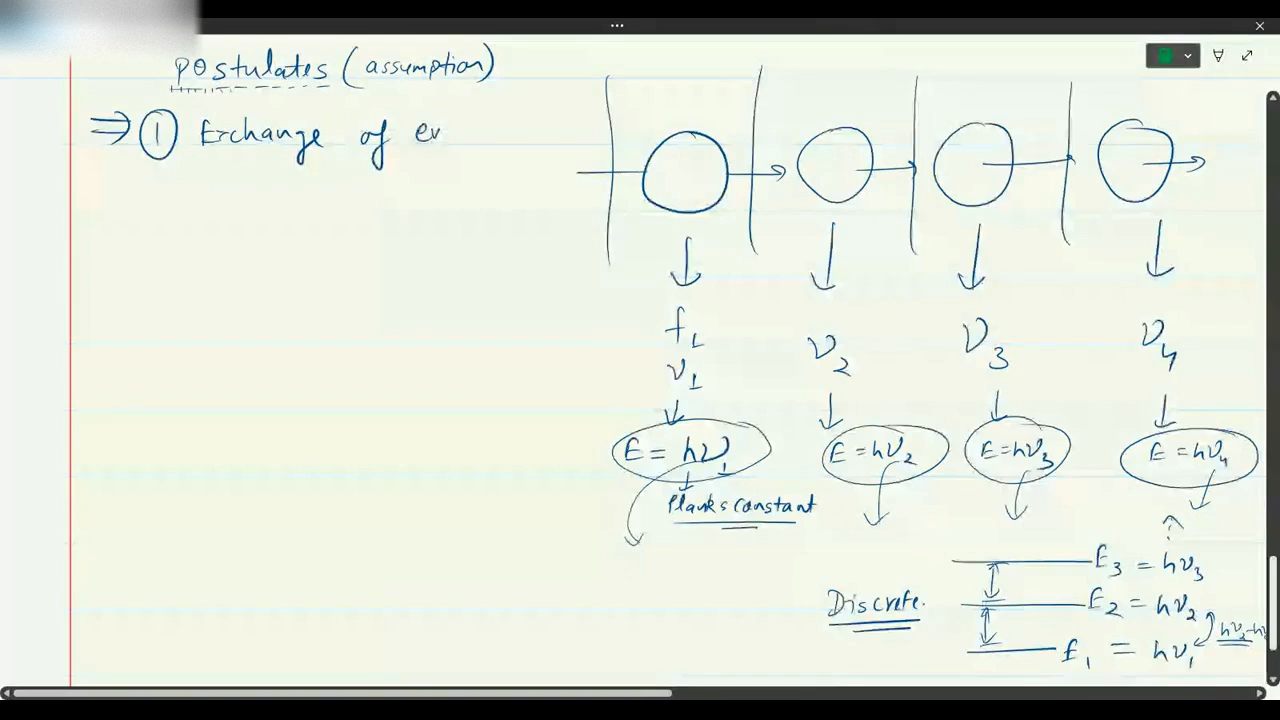 postulates (assumption)
⇒ ① Exchange of en
f₁
ν₁
ν₂
ν₃
ν₄
E = hν₁
E = hν₂
E = hν₃
E = hν₄
Planks constant
E₃ = hν₃
Discrete.
E₂ = hν₂
E₁ = hν₁